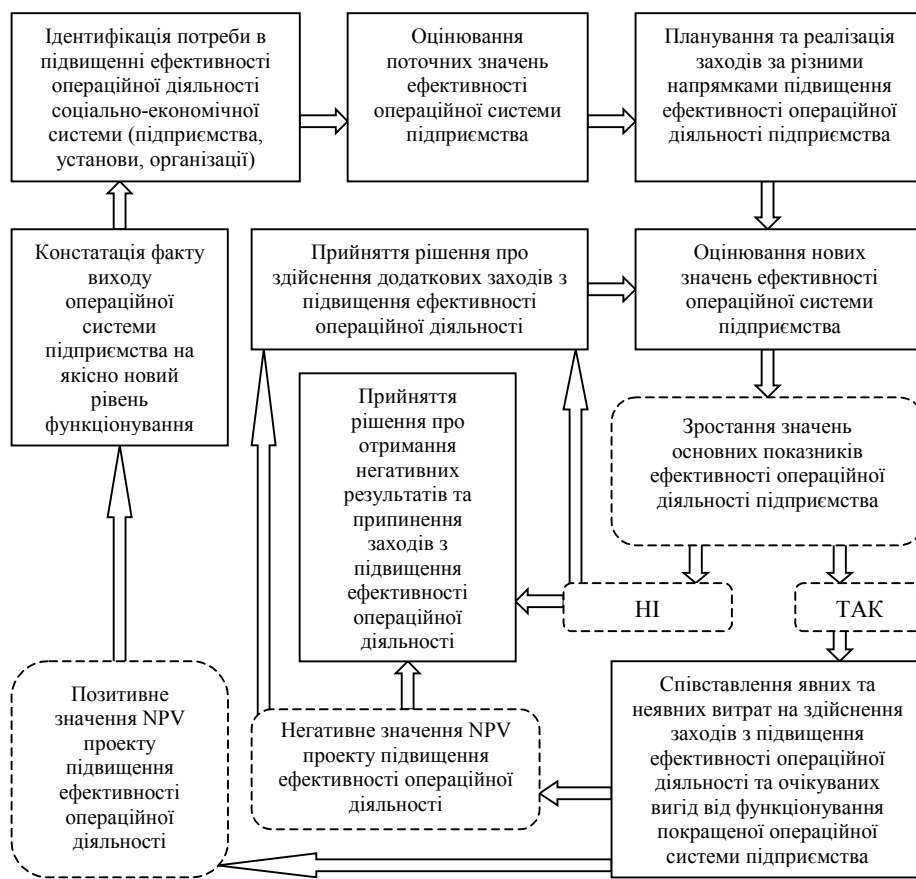 Ідентифікація потреби в
підвищенні ефективності
операційної діяльності
соціально-економічної
системи (підприємства,
установи, організації)
Оцінювання
поточних значень
ефективності
операційної системи
підприємства
Планування та реалізація
заходів за різними
напрямками підвищення
ефективності операційної
діяльності підприємства
Констатація факту
виходу
операційної
системи
підприємства на
якісно новий
рівень
функціонування
Прийняття рішення про
здійснення додаткових заходів з
підвищення ефективності
операційної діяльності
Оцінювання нових
значень ефективності
операційної системи
підприємства
Прийняття
рішення про
отримання
негативних
результатів та
припинення
заходів з
підвищення
ефективності
операційної
діяльності
Зростання значень
основних показників
ефективності операційної
діяльності підприємства
НІ
ТАК
Позитивне
значення NPV
проекту
підвищення
ефективності
операційної
діяльності
Негативне значення NPV
проекту підвищення
ефективності операційної
діяльності
Співставлення явних та
неявних витрат на здійснення
заходів з підвищення
ефективності операційної
діяльності та очікуваних
вигід від функціонування
покращеної операційної
системи підприємства